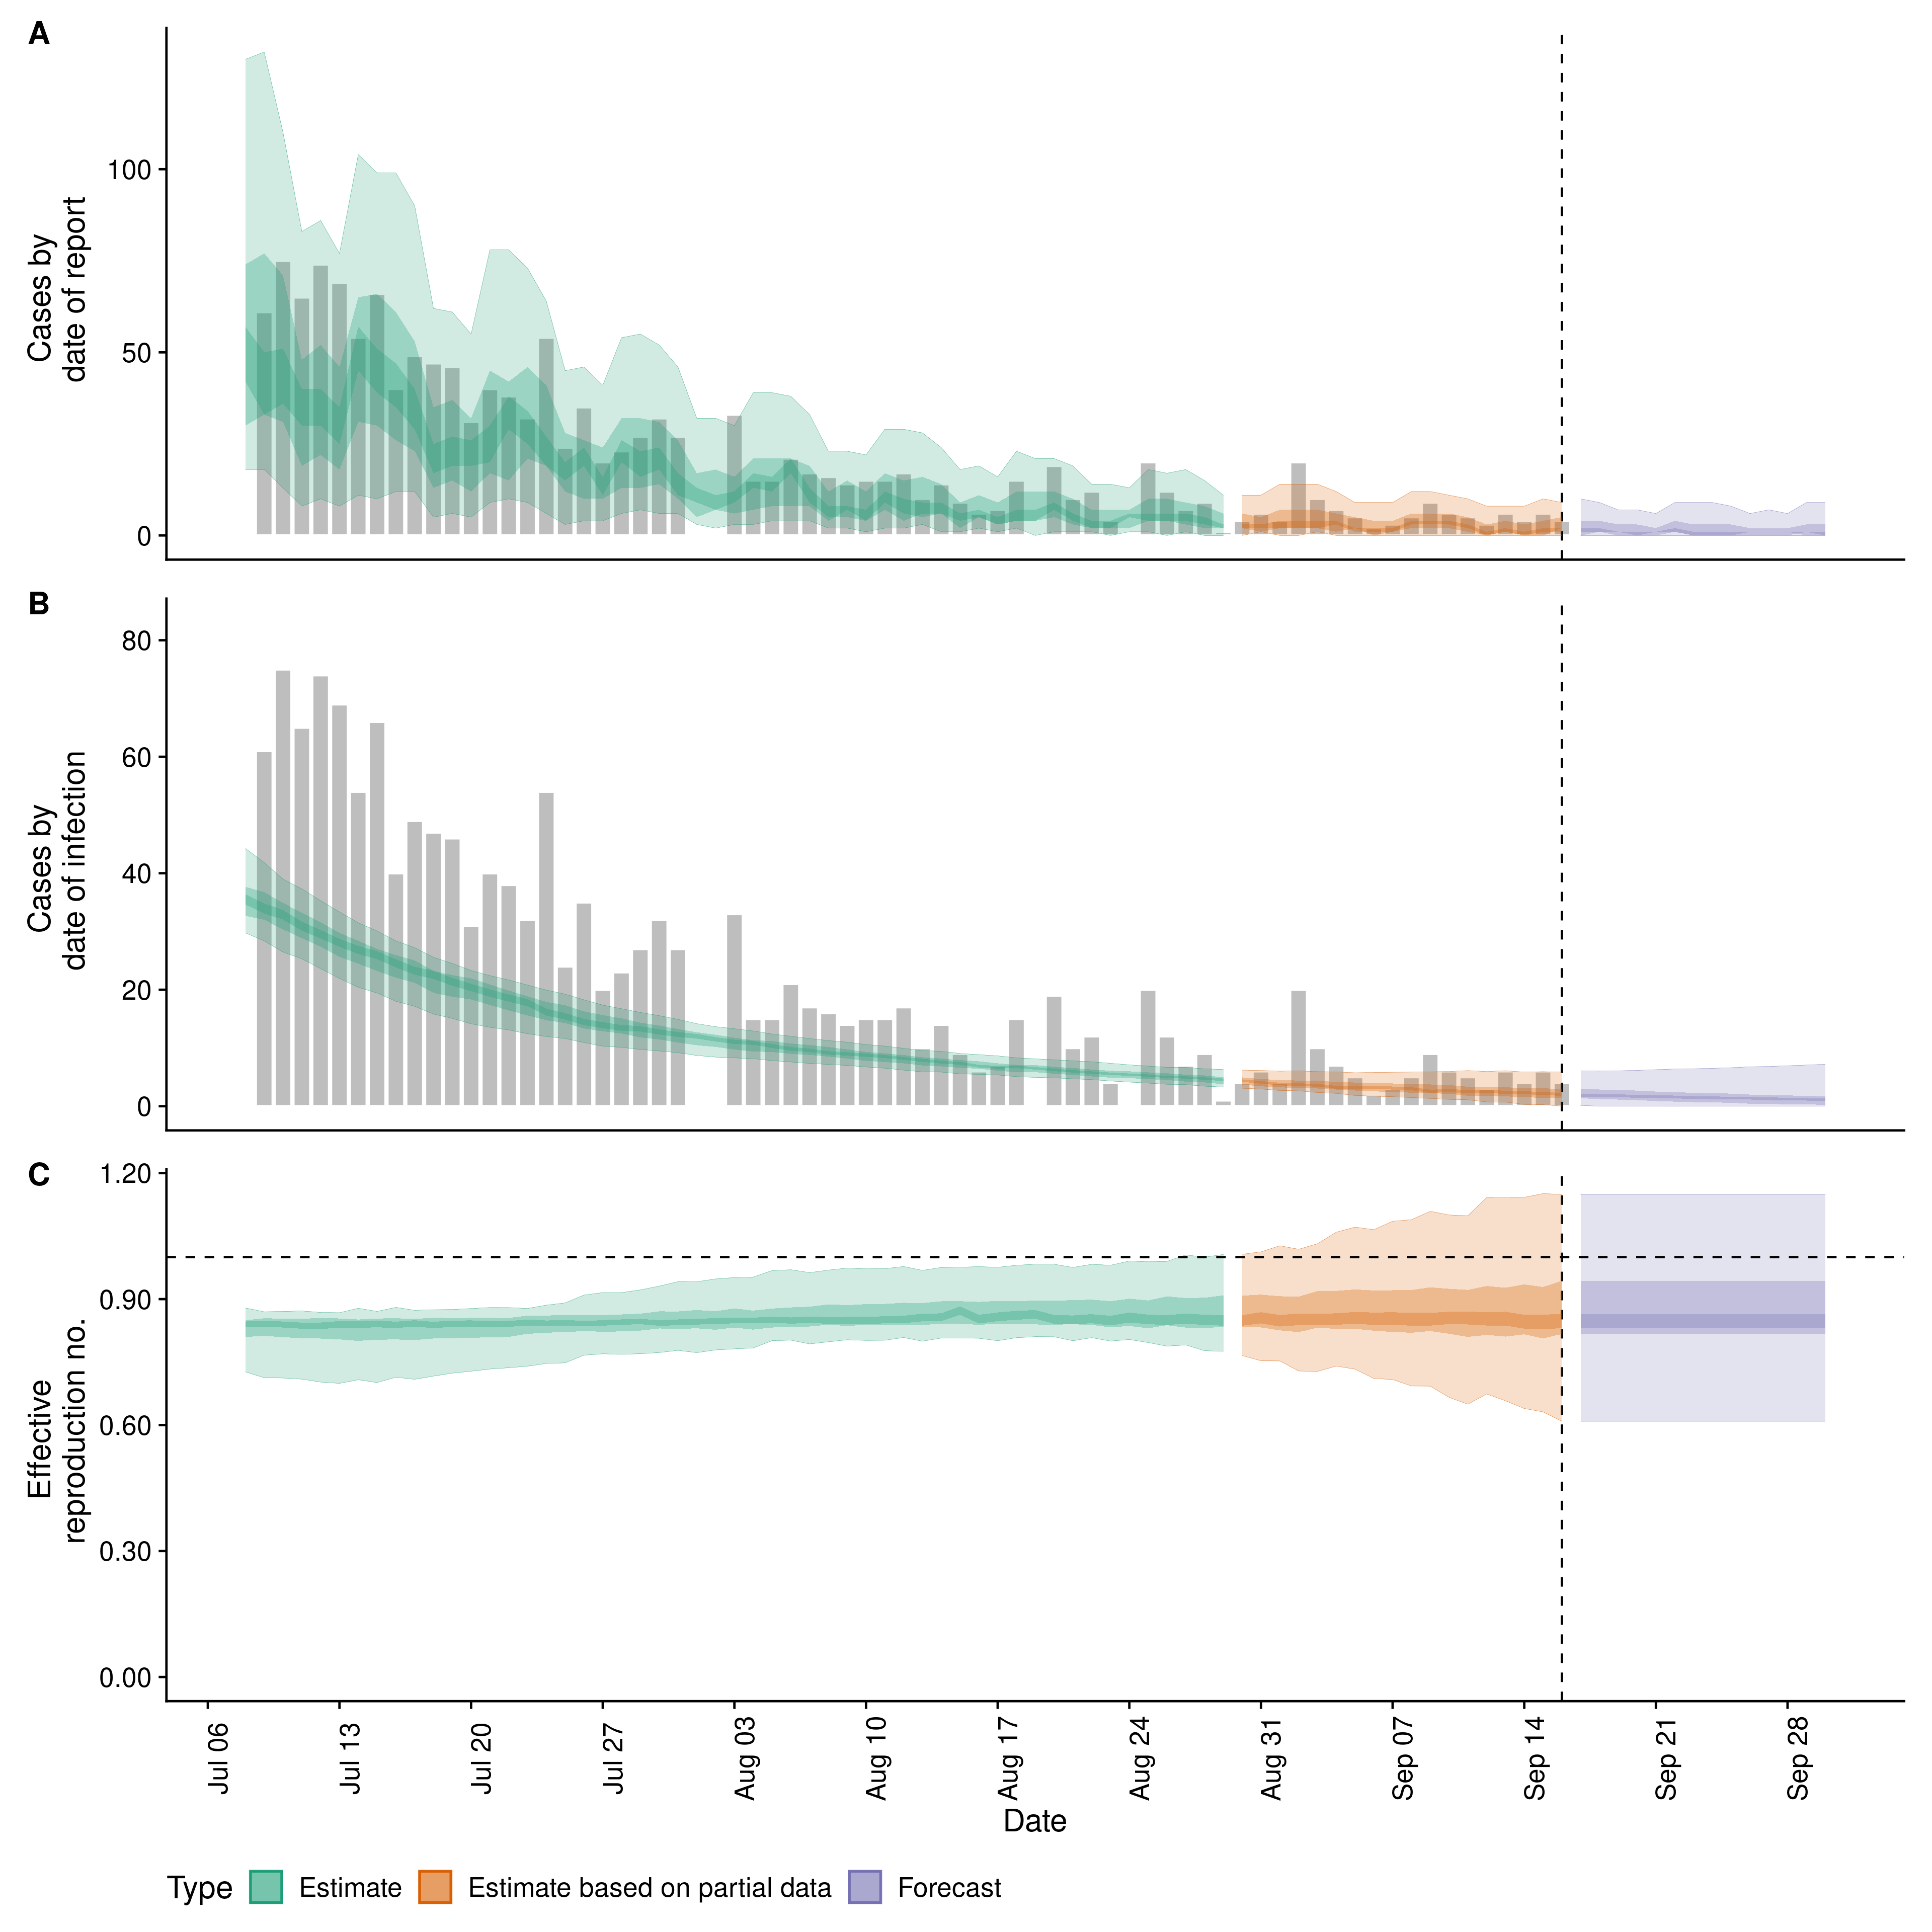 A
Cases by
date of report
100
50
0
B
Cases by
date of infection
80
60
40
20
0
C
Effective
reproduction no.
1.20
0.90
0.60
0.30
0.00
Jul 06
Jul 13
Jul 20
Jul 27
Aug 03
Aug 10
Aug 17
Aug 24
Aug 31
Sep 07
Sep 14
Sep 21
Sep 28
Date
Type Estimate Estimate based on partial data Forecast